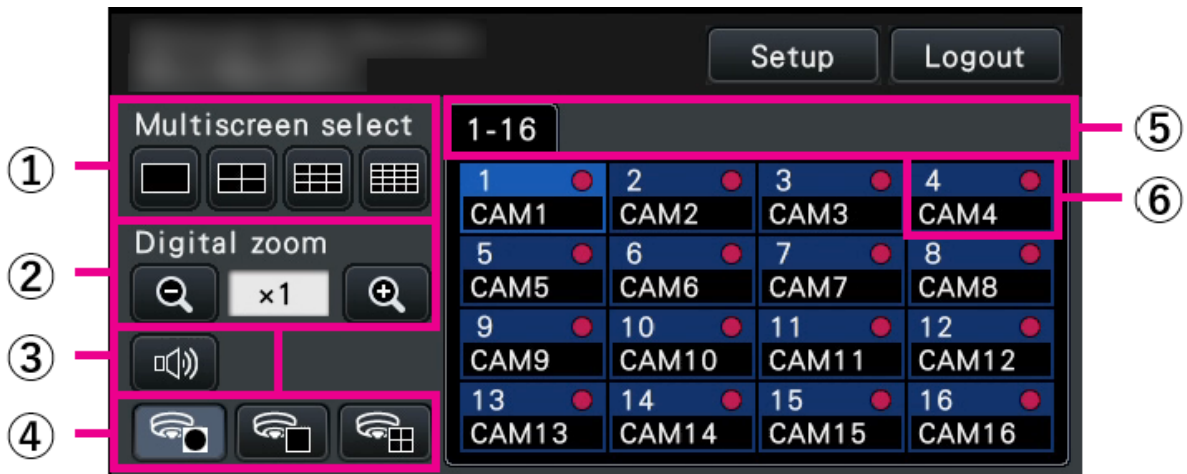 Setup Logout
Multiscreen select
1-16
Digital zoom
×1
1 2 3 4
CAM1 CAM2 CAM3 CAM4
5 6 7 8
CAM5 CAM6 CAM7 CAM8
9 10 11 12
CAM9 CAM10 CAM11 CAM12
13 14 15 16
CAM13 CAM14 CAM15 CAM16
①
②
③
④
⑤
⑥